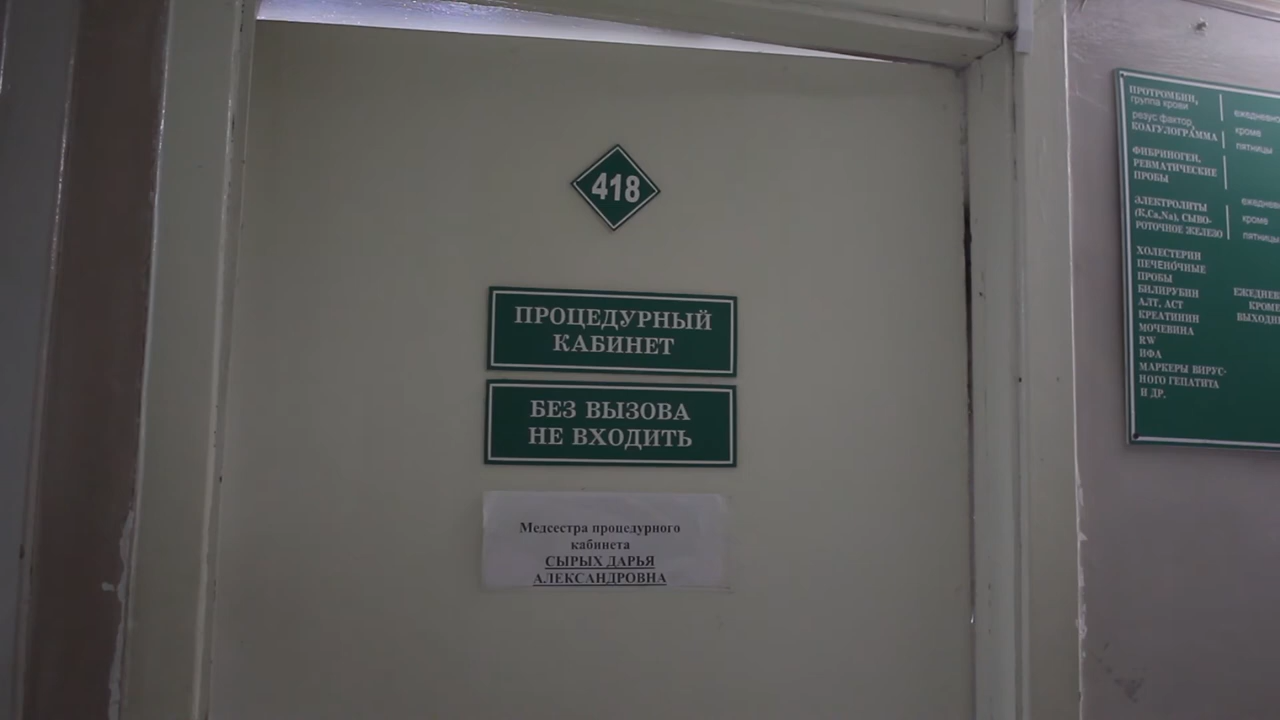 418
ПРОЦЕДУРНЫЙ
КАБИНЕТ
БЕЗ ВЫЗОВА
НЕ ВХОДИТЬ
Медсестра процедурного
кабинета
СЫРЫХ ДАРЬЯ
АЛЕКСАНДРОВНА
ПРОТРОМБИН,
группа крови
резус фактор,
КОАГУЛОГРАММА
ежедневно
кроме
пятницы
ФИБРИНОГЕН,
РЕВМАТИЧЕСКИЕ
ПРОБЫ
ЭЛЕКТРОЛИТЫ
(K,Ca,Na), СЫВО-
РОТОЧНОЕ ЖЕЛЕЗО
кроме
пятницы
ХОЛЕСТЕРИН
ПЕЧЕНОЧНЫЕ
ПРОБЫ
БИЛИРУБИН
АЛТ, АСТ
КРЕАТИНИН
МОЧЕВИНА
RW
ИФА
МАРКЕРЫ ВИРУС-
НОГО ГЕПАТИТА
И ДР.
КРОМЕ